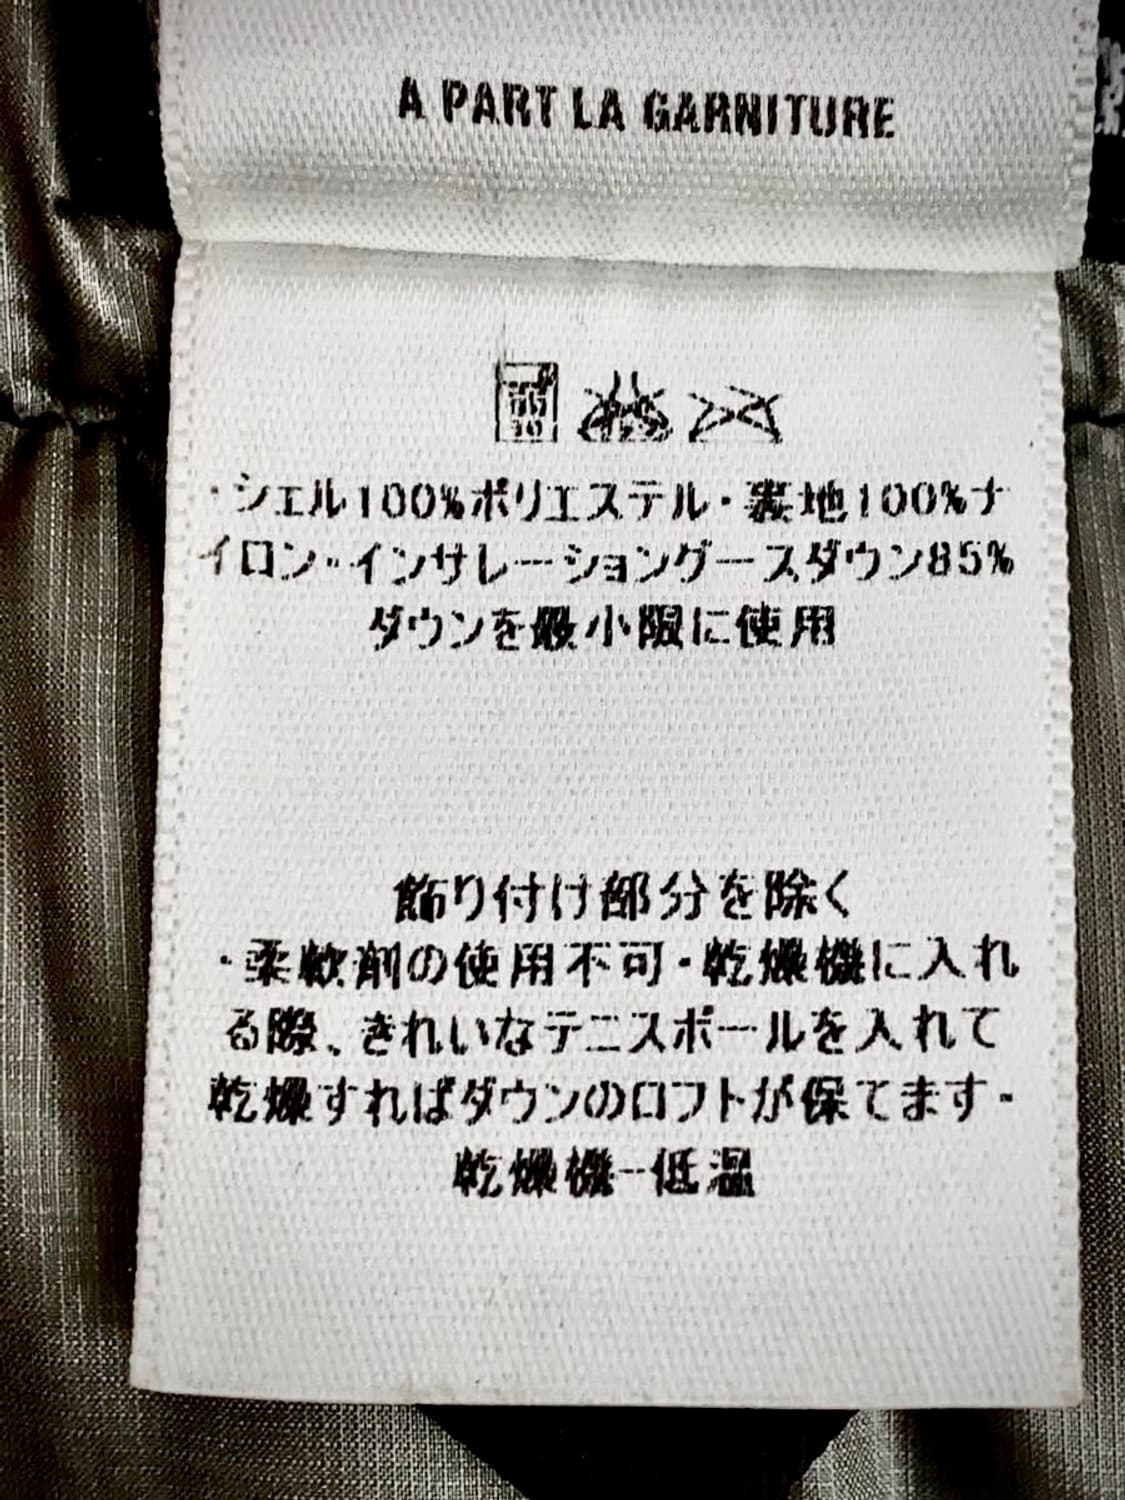 A PART LA GARNITURE
・シェル100%ポリエステル・裏地100%ナ
イロン・インサレーショングースダウン85%
ダウンを最小限に使用
飾り付け部分を除く
・柔軟剤の使用不可・乾燥機に入れ
る際、きれいなテニスボールを入れて
乾燥すればダウンのロフトが保てます・
乾燥機-低温